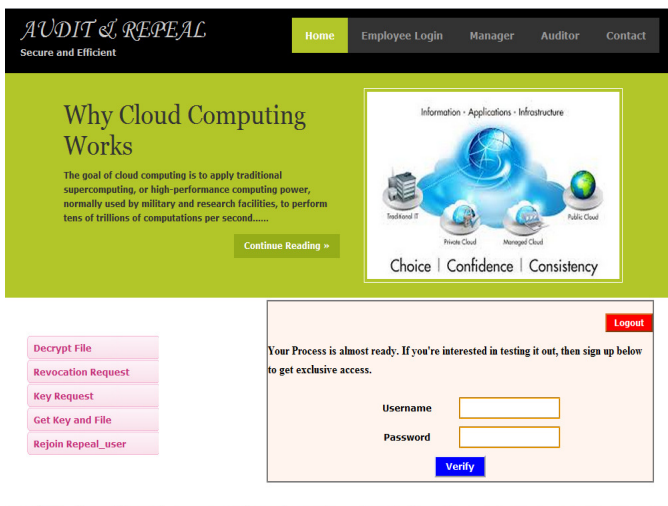 AUDIT & REPEAL
Secure and Efficient
Home
Employee Login
Manager
Auditor
Contact
Why Cloud Computing
Works
The goal of cloud computing is to apply traditional
supercomputing, or high-performance computing power,
normally used by military and research facilities, to perform
tens of trillions of computations per second......
Continue Reading »
Information - Applications - Infrastructure
Traditional IT
Private Cloud
Managed Cloud
Public Cloud
Choice | Confidence | Consistency
Decrypt File
Revocation Request
Key Request
Get Key and File
Rejoin Repeal_user
Logout
Your Process is almost ready. If you're interested in testing it out, then sign up below
to get exclusive access.
Username
Password
Verify